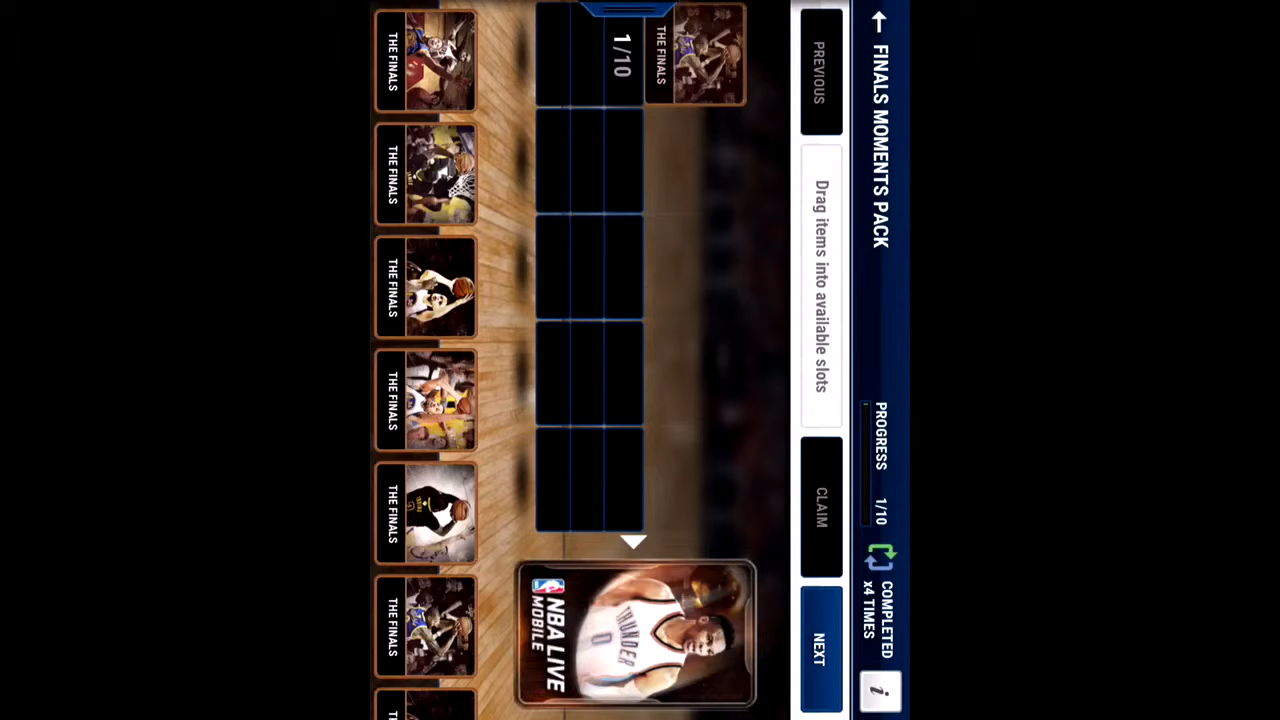 FINALS MOMENTS PACK
PROGRESS 1/10
COMPLETED
x4 TIMES
i
PREVIOUS
Drag items into available slots
CLAIM
NEXT
THE FINALS
1/10
NBA LIVE
MOBILE
THUNDER
0
THE FINALS
THE FINALS
THE FINALS
THE FINALS
THE FINALS
THE FINALS